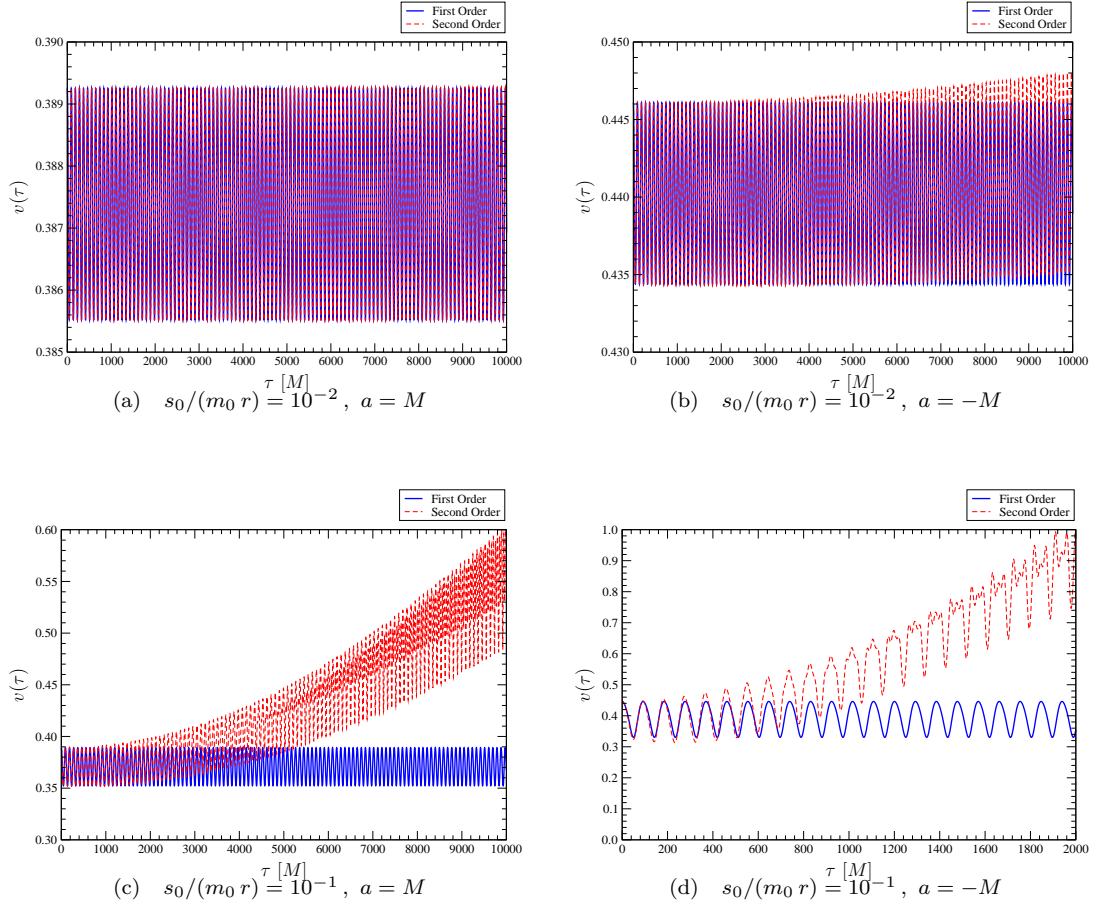 First Order
Second Order
0.390
0.389
0.388
0.387
0.386
0.385
v(τ)
0 1000 2000 3000 4000 5000 6000 7000 8000 9000 10000
τ [M]
(a) s₀/(m₀ r) = 10⁻² , a = M
First Order
Second Order
0.450
0.445
0.440
0.435
0.430
v(τ)
0 1000 2000 3000 4000 5000 6000 7000 8000 9000 10000
τ [M]
(b) s₀/(m₀ r) = 10⁻² , a = −M
First Order
Second Order
0.60
0.55
0.50
0.45
0.40
0.35
0.30
v(τ)
0 1000 2000 3000 4000 5000 6000 7000 8000 9000 10000
τ [M]
(c) s₀/(m₀ r) = 10⁻¹ , a = M
First Order
Second Order
1.0
0.9
0.8
0.7
0.6
0.5
0.4
0.3
0.2
0.1
0.0
v(τ)
0 200 400 600 800 1000 1200 1400 1600 1800 2000
τ [M]
(d) s₀/(m₀ r) = 10⁻¹ , a = −M